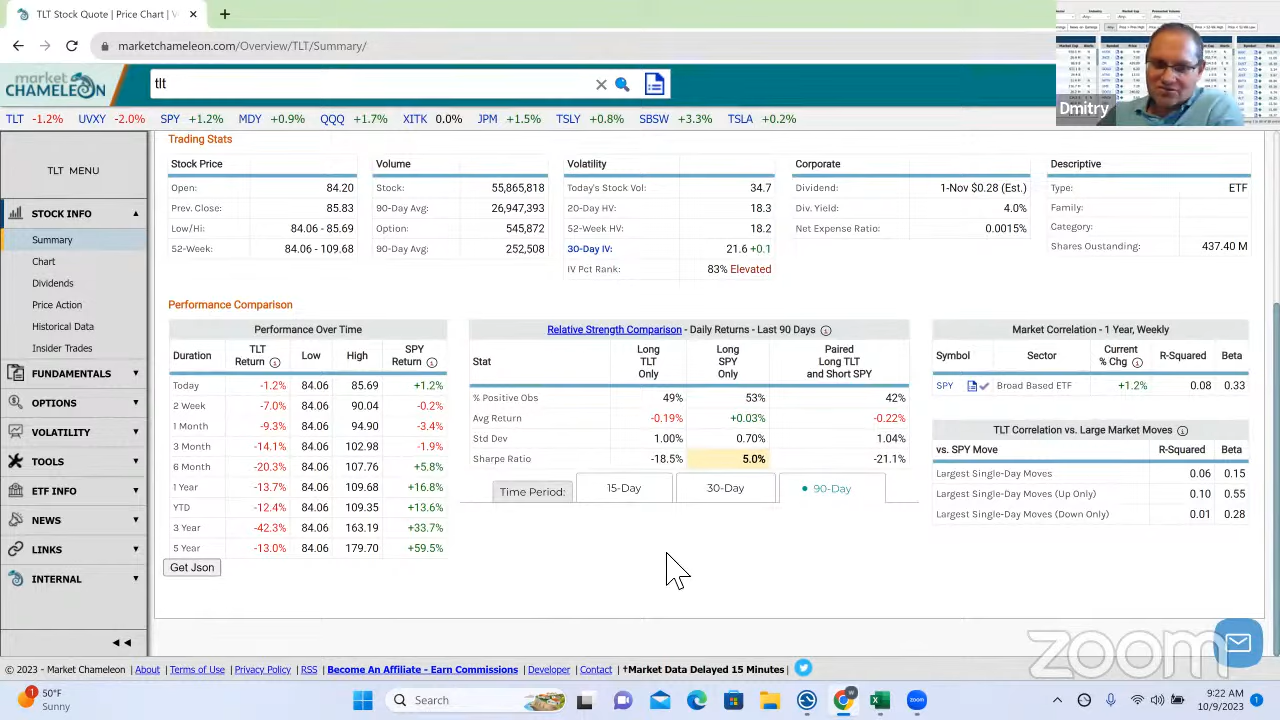 TLT Stock Quote | Price Chart | V
marketchameleon.com/Overview/TLT/Summary
market
CHAMELEON
tlt
Dmitry
TLT -1.2%
SPY +1.2%
MDY +0.9%
QQQ
XITK 0.0%
JPM +1.5%
TSLA +0.2%
TLT MENU
STOCK INFO
Summary
Chart
Dividends
Price Action
Historical Data
Insider Trades
FUNDAMENTALS
OPTIONS
VOLATILITY
TOOLS
ETF INFO
NEWS
LINKS
INTERNAL
Trading Stats
Stock Price
Open: 84.20
Prev. Close: 85.83
Low/Hi: 84.06 - 85.69
52-Week: 84.06 - 109.68
Volume
Stock: 55,865,818
90-Day Avg: 26,947,393
Option: 545,872
90-Day Avg: 252,508
Volatility
Today's Stock Vol: 34.7
20-Day HV: 18.3
52-Week HV: 18.2
30-Day IV: 21.6 +0.1
IV Pct Rank: 83% Elevated
Corporate
Dividend: 1-Nov $0.28 (Est.)
Div. Yield: 4.0%
Net Expense Ratio: 0.0015%
Descriptive
Type: ETF
Family:
Category:
Shares Oustanding: 437.40 M
Performance Comparison
Performance Over Time
Duration TLT Return Low High SPY Return
Today -1.2% 84.06 85.69 +1.2%
2 Week -7.0% 84.06 90.04 -0.2%
1 Month -9.3% 84.06 94.90 -3.4%
3 Month -14.1% 84.06 102.98 -1.9%
6 Month -20.3% 84.06 107.76 +5.8%
1 Year -13.7% 84.06 109.68 +16.8%
YTD -12.4% 84.06 109.35 +13.6%
3 Year -42.3% 84.06 163.19 +33.7%
5 Year -13.0% 84.06 179.70 +59.5%
Get Json
Relative Strength Comparison - Daily Returns - Last 90 Days
Stat Long TLT Only Long SPY Only Paired Long TLT and Short SPY
% Positive Obs 49% 53% 42%
Avg Return -0.19% +0.03% -0.22%
Std Dev 1.00% 0.70% 1.04%
Sharpe Ratio -18.5% 5.0% -21.1%
Time Period: 15-Day 30-Day 90-Day
Market Correlation - 1 Year, Weekly
Symbol Sector Current % Chg R-Squared Beta
SPY Broad Based ETF +1.2% 0.08 0.33
TLT Correlation vs. Large Market Moves
vs. SPY Move R-Squared Beta
Largest Single-Day Moves 0.06 0.15
Largest Single-Day Moves (Up Only) 0.10 0.55
Largest Single-Day Moves (Down Only) 0.01 0.28
zoom
© 2023 - Market Chameleon | About | Terms of Use | Privacy Policy | RSS | Become An Affiliate - Earn Commissions | Developer | Contact | †Market Data Delayed 15 Minutes |
50°F
Sunny
Search
zoom
9:22 AM
10/9/2023